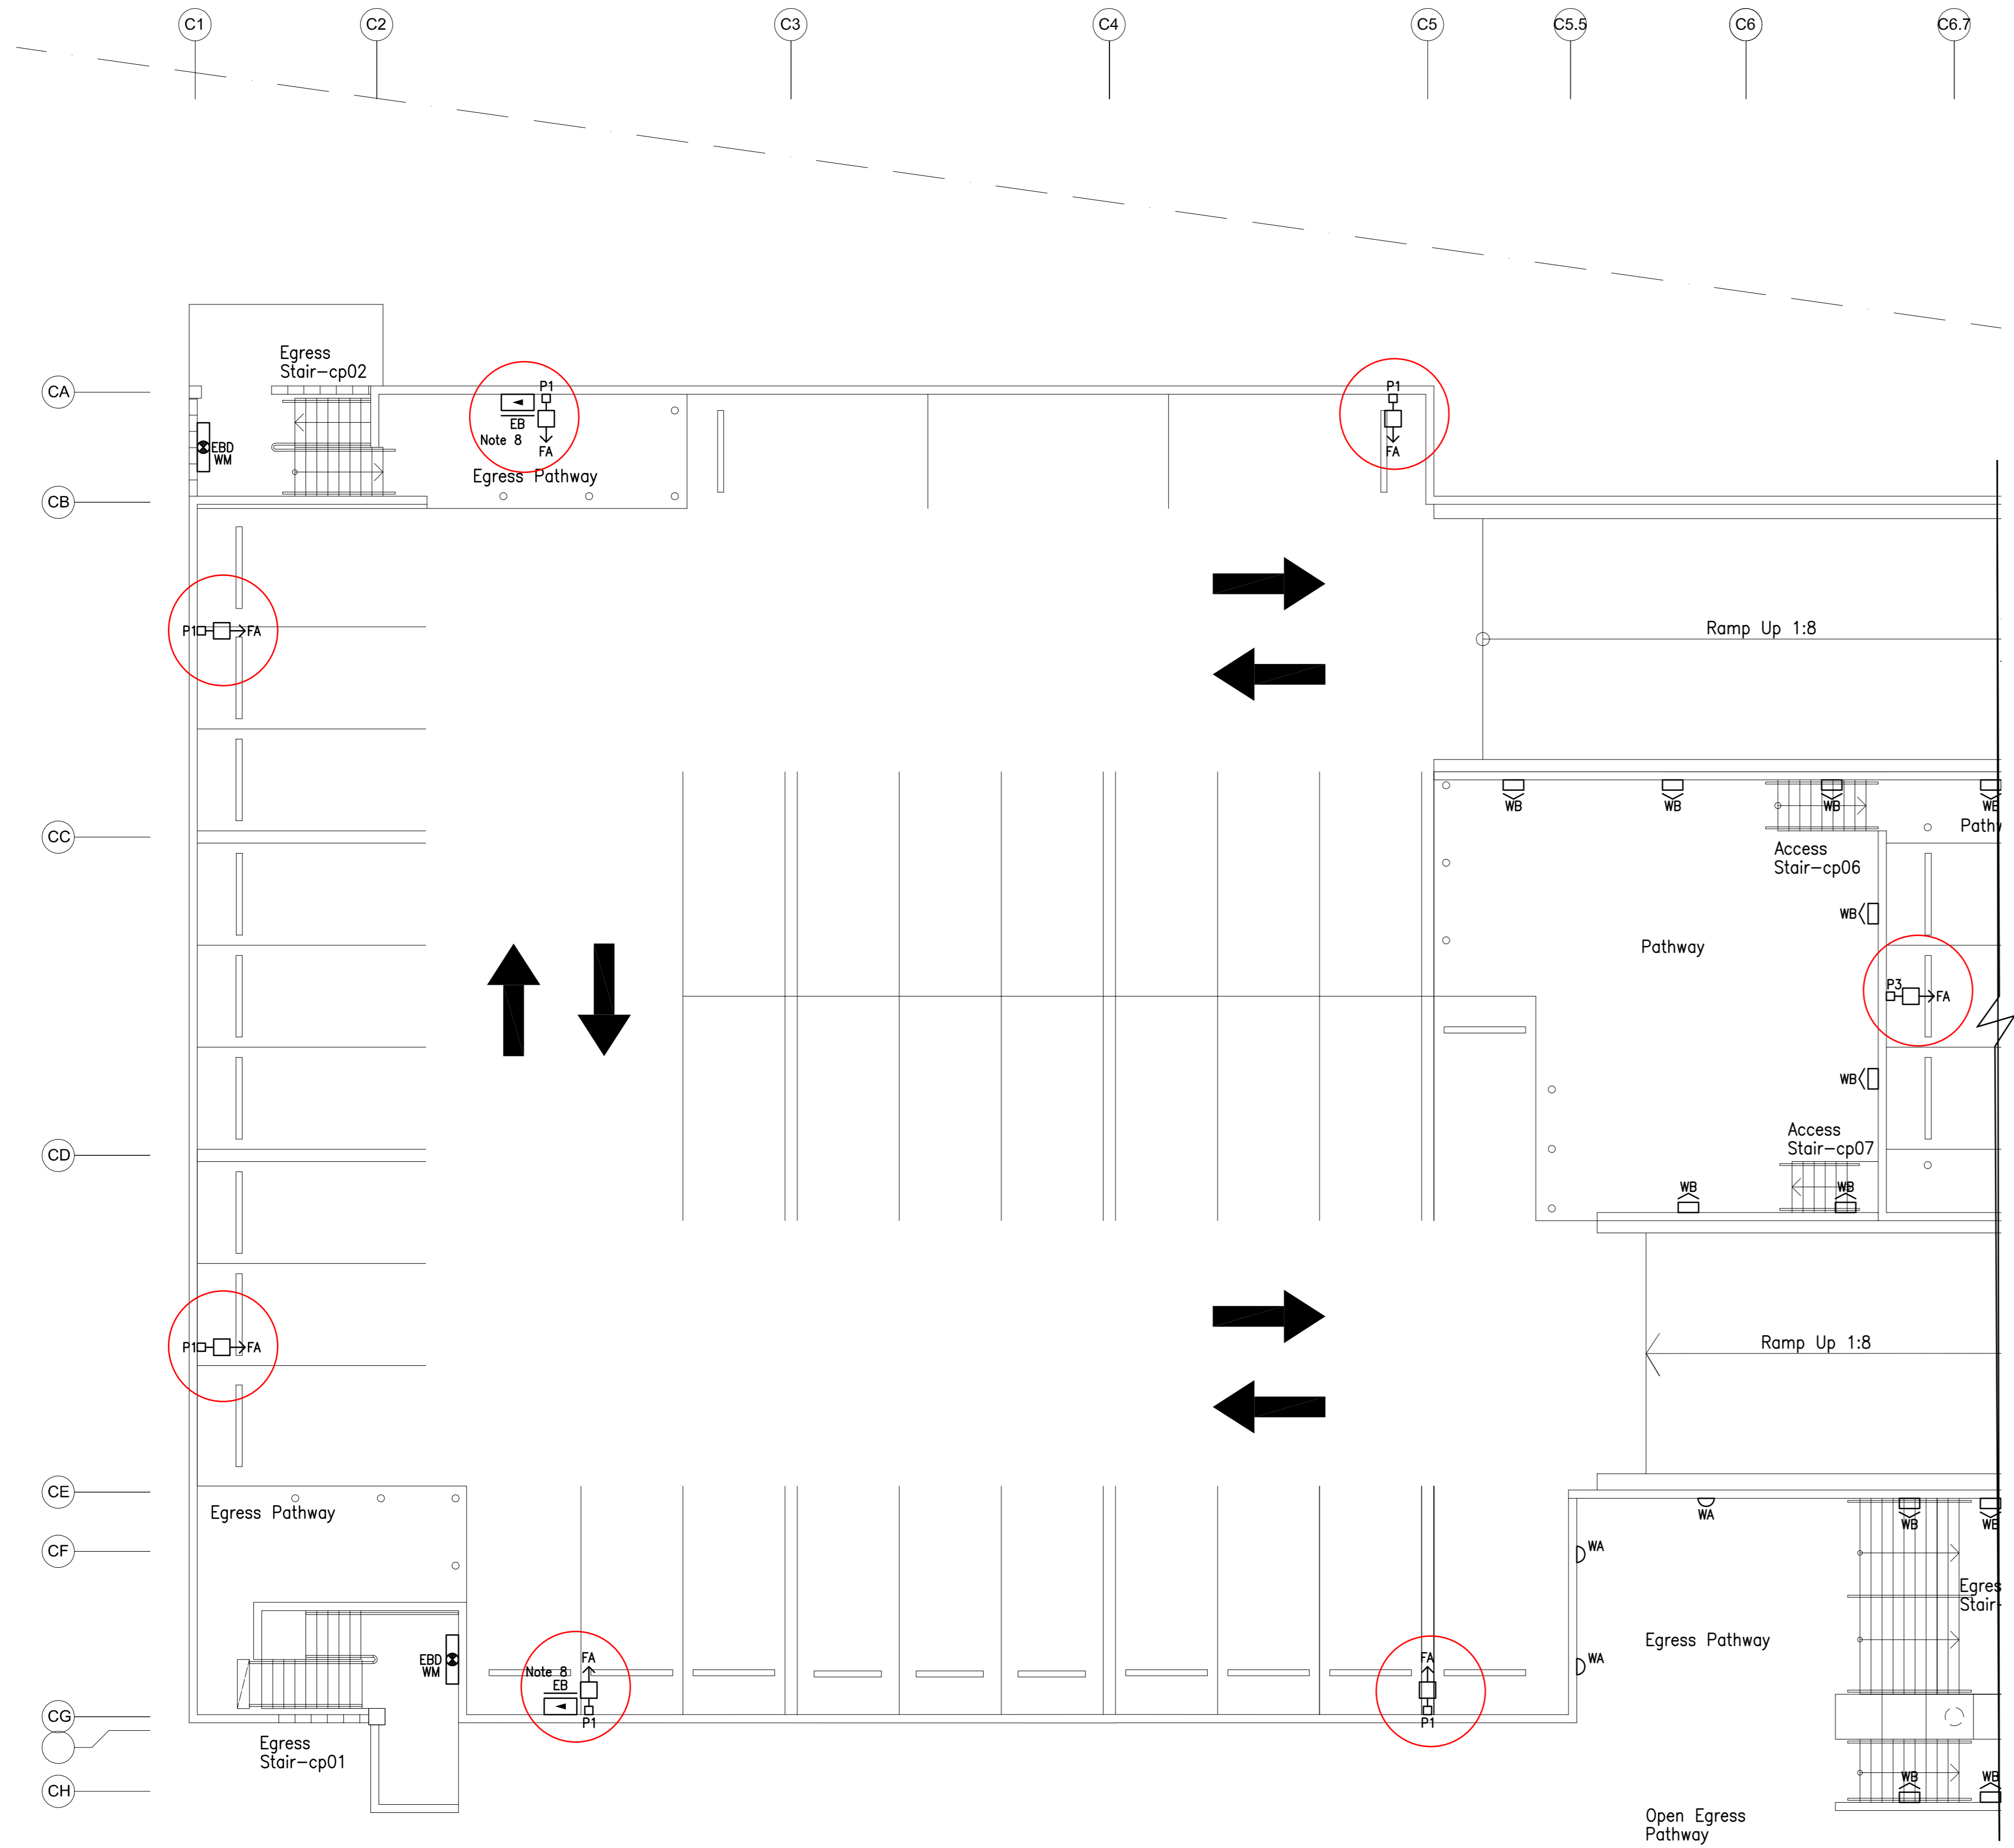 C1
C2
C3
C4
C5
C5.5
C6
C6.7
Egress
Stair-cp02
CA
P1
EB
Note 8
FA
P1
FA
EBD
WM
Egress Pathway
CB
P1
FA
Ramp Up 1:8
WB
WB
WB
WB
CC
Access
Stair-cp06
WB
Pathway
P3
FA
WB
Access
Stair-cp07
CD
WB
WB
P1
FA
Ramp Up 1:8
CE
Egress Pathway
WA
WB
WB
CF
WA
Egress Pathway
WA
EBD
WM
Note 8
EB
FA
P1
FA
P1
CG
Egress
Stair-cp01
CH
WB
WB
Open Egress
Pathway